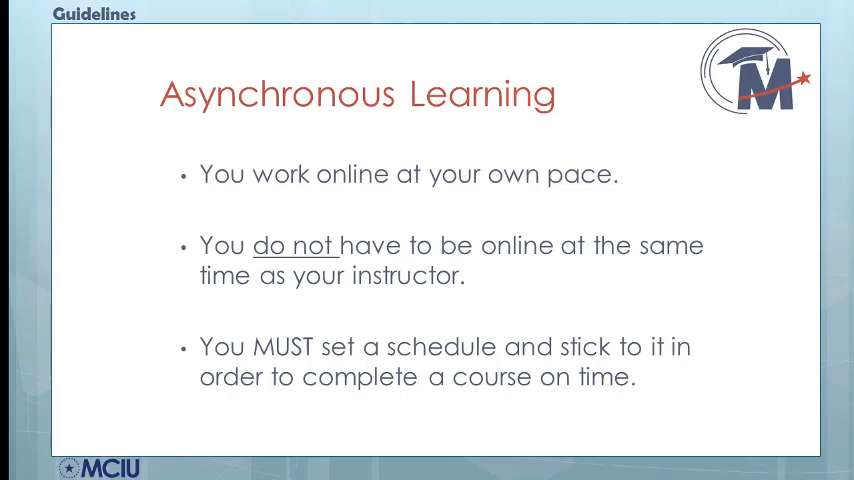 Guidelines
M
Asynchronous Learning
• You work online at your own pace.
• You do not have to be online at the same
time as your instructor.
• You MUST set a schedule and stick to it in
order to complete a course on time.
MCIU